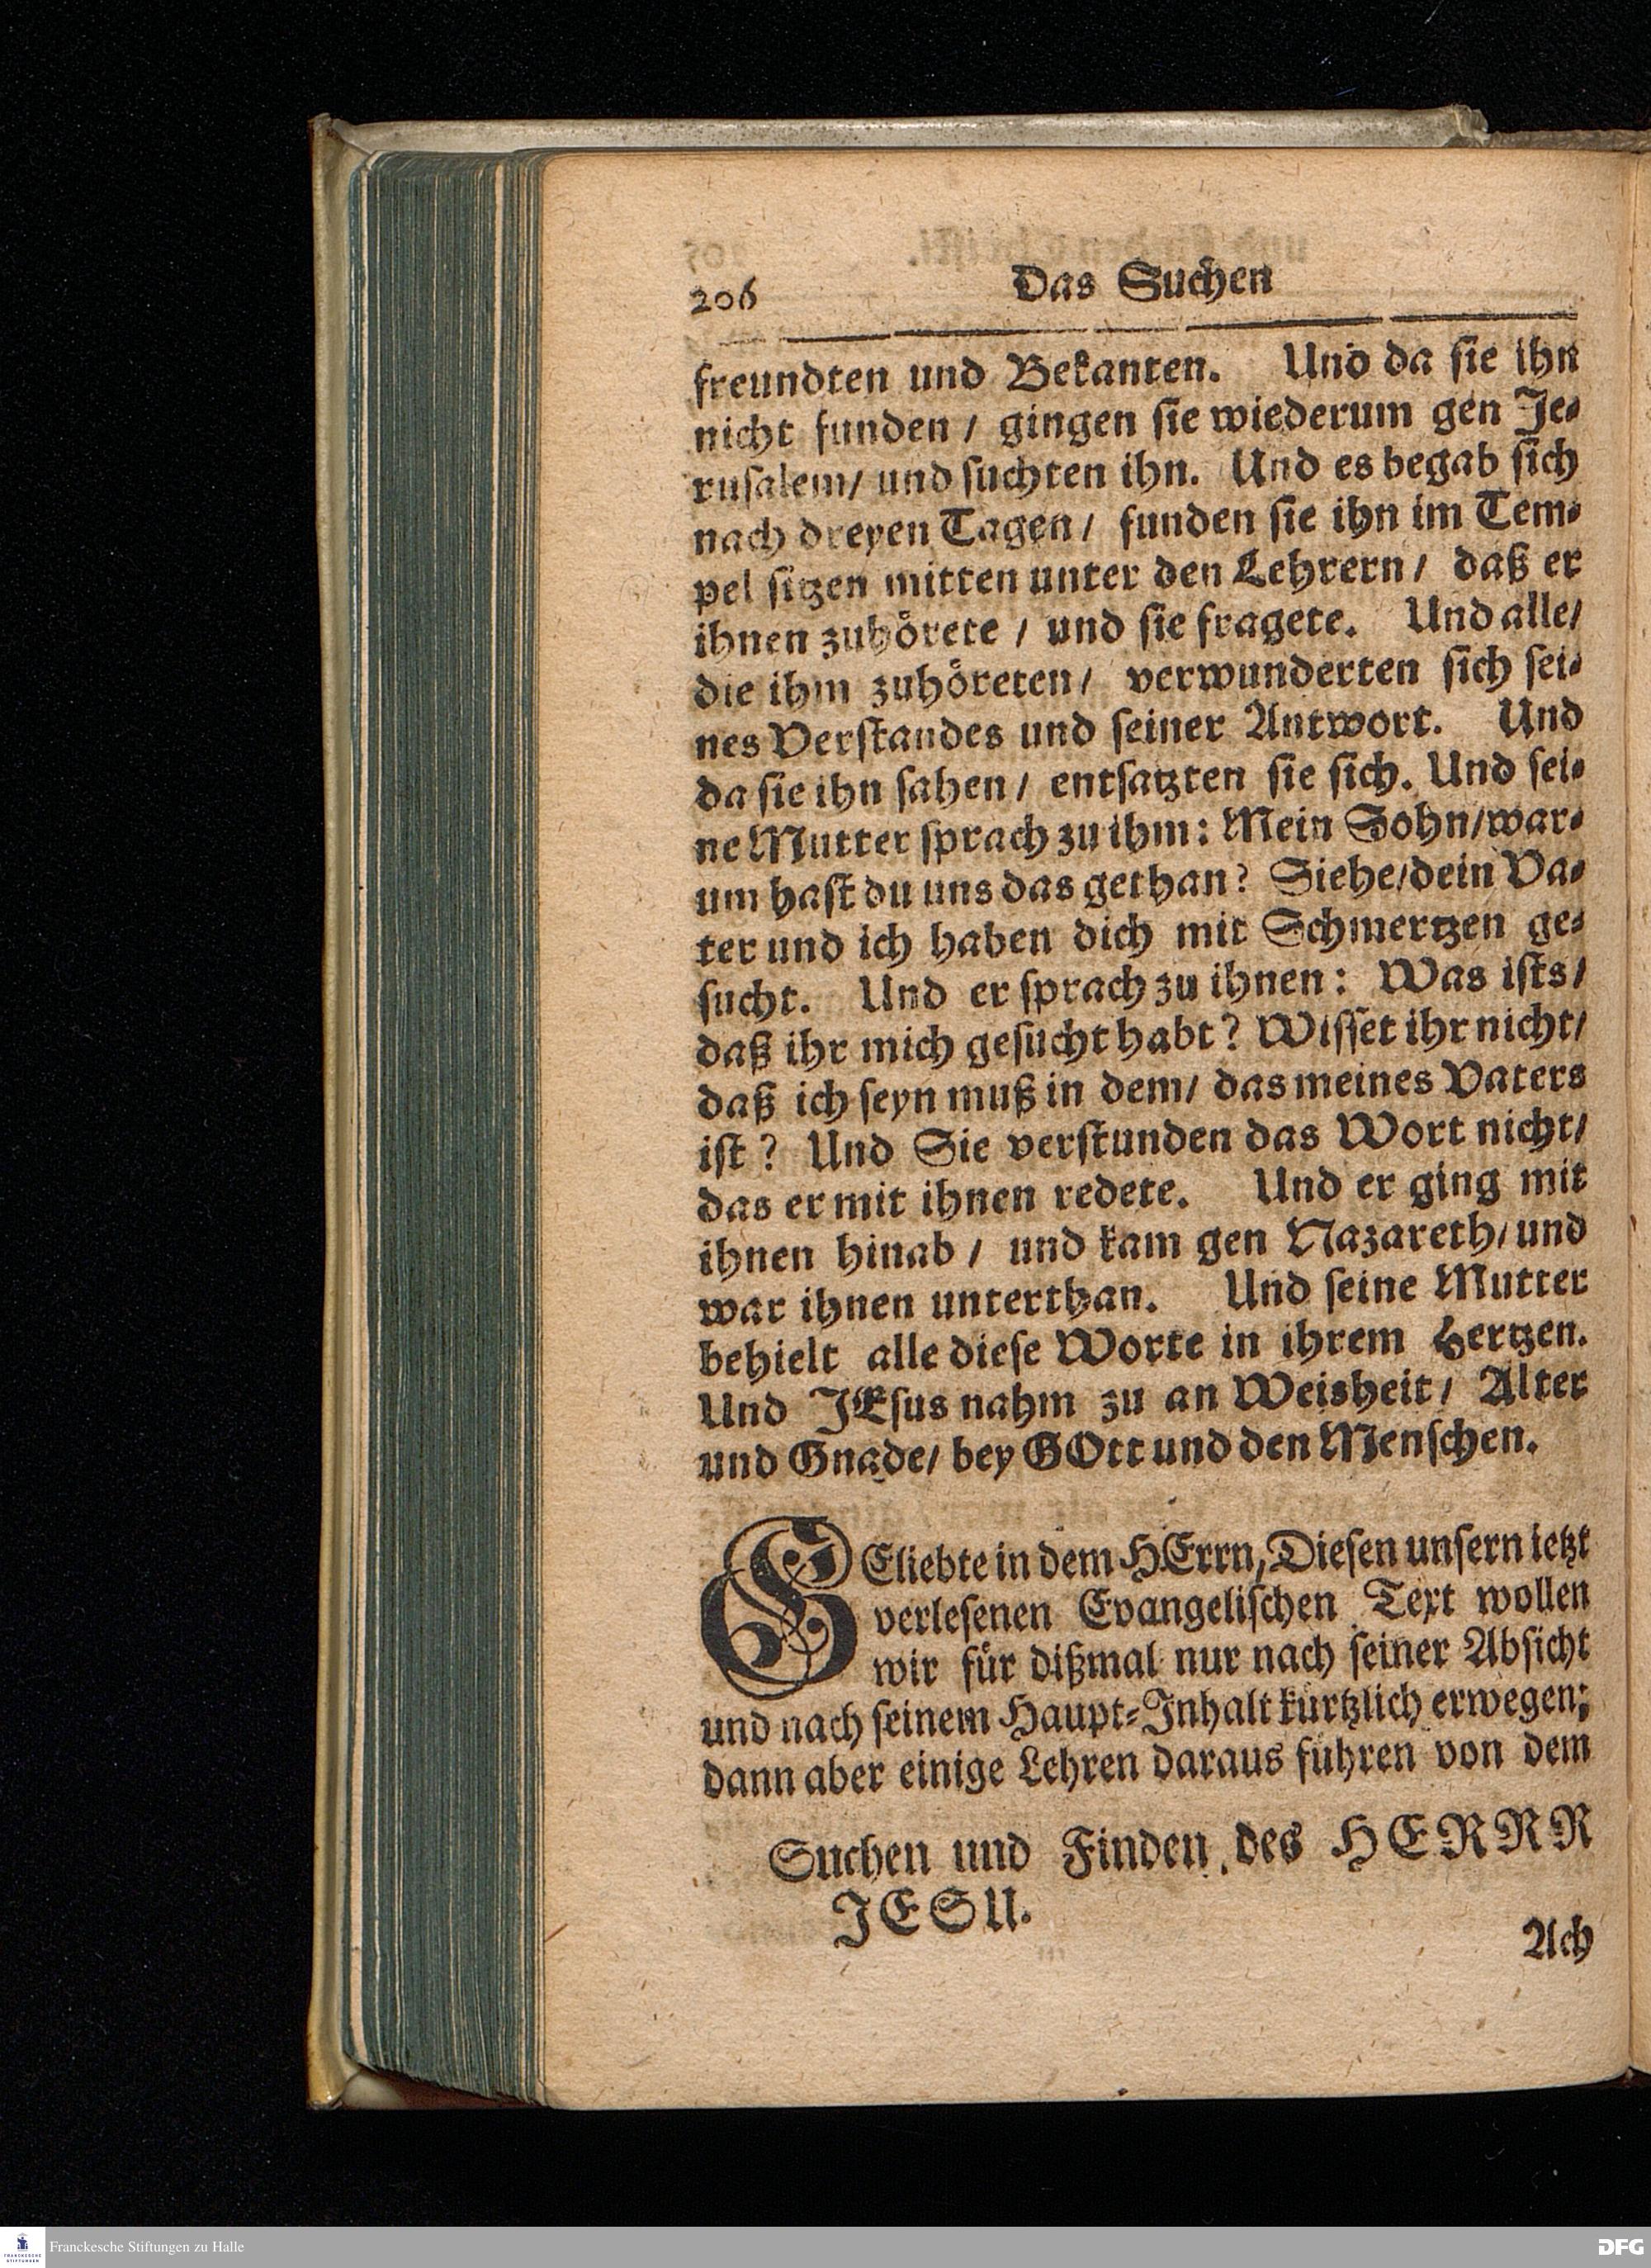 206 Das Suchen
freundten und Bekanten. Und da sie ihn
nicht funden / gingen sie wiederum gen Je-
rusalem/ und suchten ihn. Und es begab sich
nach dreyen Tagen / funden sie ihn im Tem-
pel sitzen mitten unter den Lehrern / daß er
ihnen zuhörete / und sie fragete. Und alle/
die ihm zuhöreten / verwunderten sich sei-
nes Verstandes und seiner Antwort. Und
da sie ihn sahen / entsatzten sie sich. Und sei-
ne Mutter sprach zu ihm: Mein Sohn/war-
um hast du uns das gethan? Siehe/dein Va-
ter und ich haben dich mit Schmertzen ge-
sucht. Und er sprach zu ihnen: Was ists/
daß ihr mich gesucht habt? Wisset ihr nicht/
daß ich seyn muß in dem/ das meines Vaters
ist? Und Sie verstunden das Wort nicht/
das er mit ihnen redete. Und er ging mit
ihnen hinab / und kam gen Nazareth/ und
war ihnen unterthan. Und seine Mutter
behielt alle diese Worte in ihrem Hertzen.
Und JEsus nahm zu an Weisheit / Alter
und Gnade/ bey GOtt und den Menschen.
GEliebte in dem HErrn, Diesen unsern ietzt
verlesenen Evangelischen Text wollen
wir für dißmal nur nach seiner Absicht
und nach seinem Haupt-Inhalt kürtzlich erwegen;
dann aber einige Lehren daraus führen von dem
Suchen und Finden des HERRR
JESU.
Ach
FRANCKESCHE STIFTUNGEN
Franckesche Stiftungen zu Halle
DFG